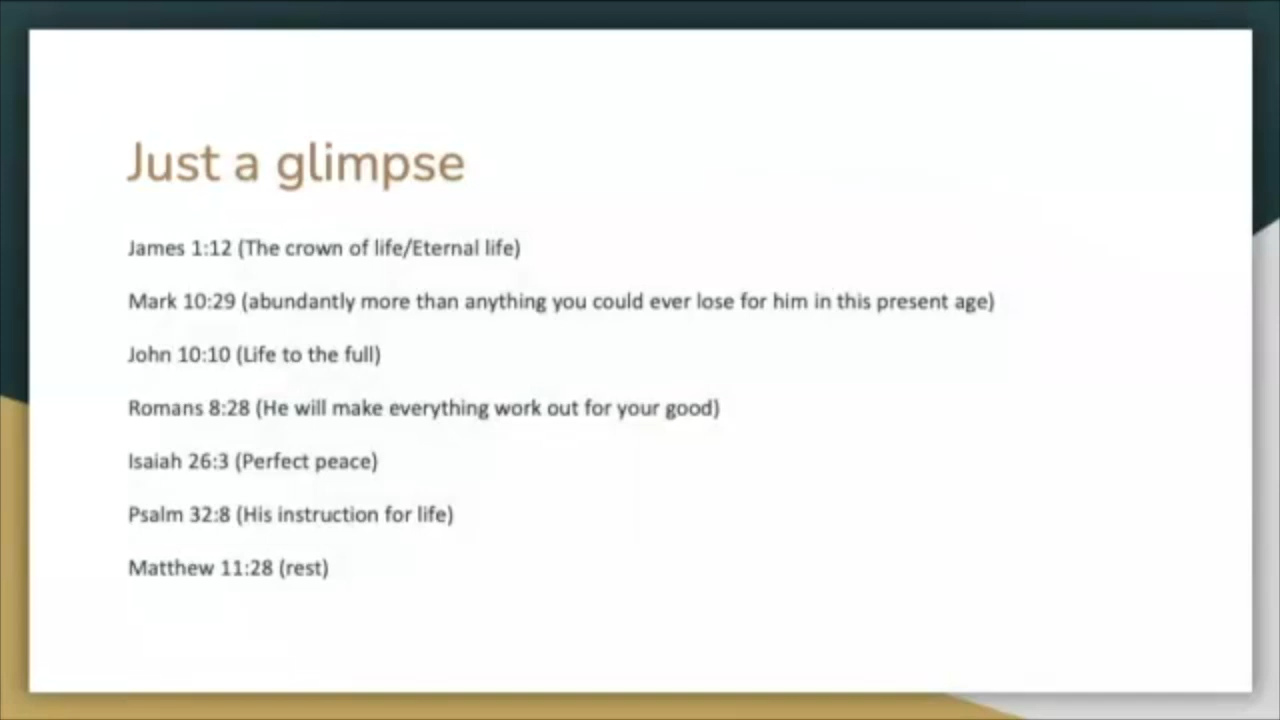 Just a glimpse
James 1:12 (The crown of life/Eternal life)
Mark 10:29 (abundantly more than anything you could ever lose for him in this present age)
John 10:10 (Life to the full)
Romans 8:28 (He will make everything work out for your good)
Isaiah 26:3 (Perfect peace)
Psalm 32:8 (His instruction for life)
Matthew 11:28 (rest)